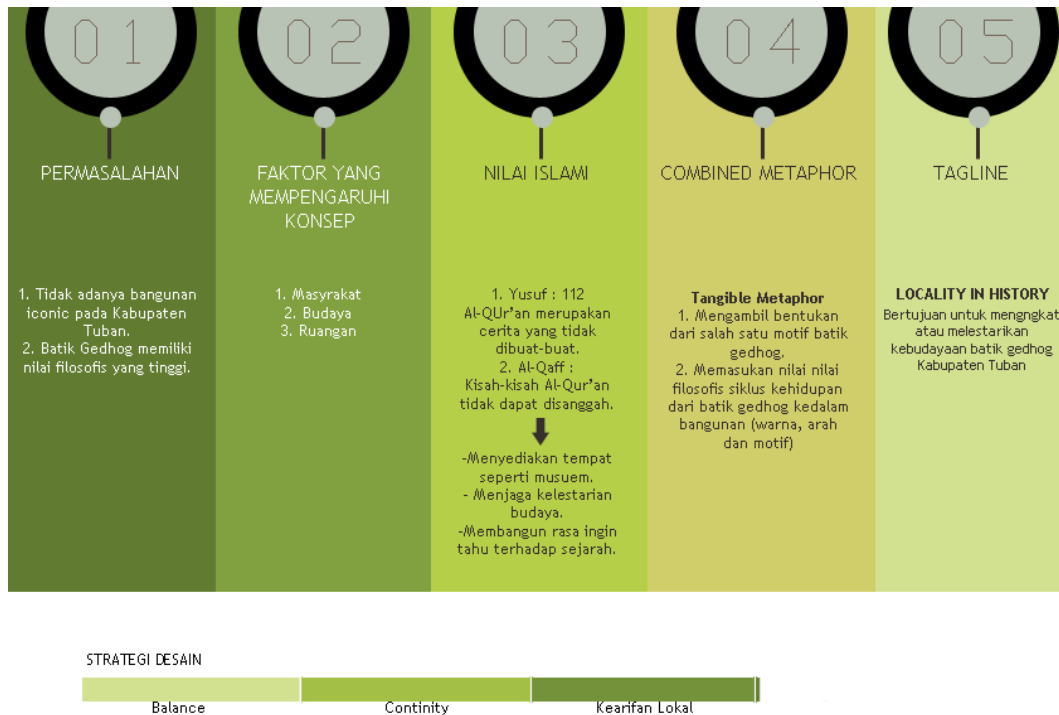 01
PERMASALAHAN
1. Tidak adanya bangunan
iconic pada Kabupaten
Tuban.
2. Batik Gedhog memiliki
nilai filosofis yang tinggi.
02
FAKTOR YANG
MEMPENGARUHI
KONSEP
1. Masyrakat
2. Budaya
3. Ruangan
03
NILAI ISLAMI
1. Yusuf : 112
Al-QUr'an merupakan
cerita yang tidak
dibuat-buat.
2. Al-Qaff :
Kisah-kisah Al-Qur'an
tidak dapat disanggah.
-Menyediakan tempat
seperti musuem.
- Menjaga kelestarian
budaya.
-Membangun rasa ingin
tahu terhadap sejarah.
04
COMBINED METAPHOR
Tangible Metaphor
1. Mengambil bentukan
dari salah satu motif batik
gedhog.
2. Memasukan nilai nilai
filosofis siklus kehidupan
dari batik gedhog kedalam
bangunan (warna, arah
dan motif)
05
TAGLINE
LOCALITY IN HISTORY
Bertujuan untuk mengngkat
atau melestarikan
kebudayaan batik gedhog
Kabupaten Tuban
STRATEGI DESAIN
Balance
Continity
Kearifan Lokal